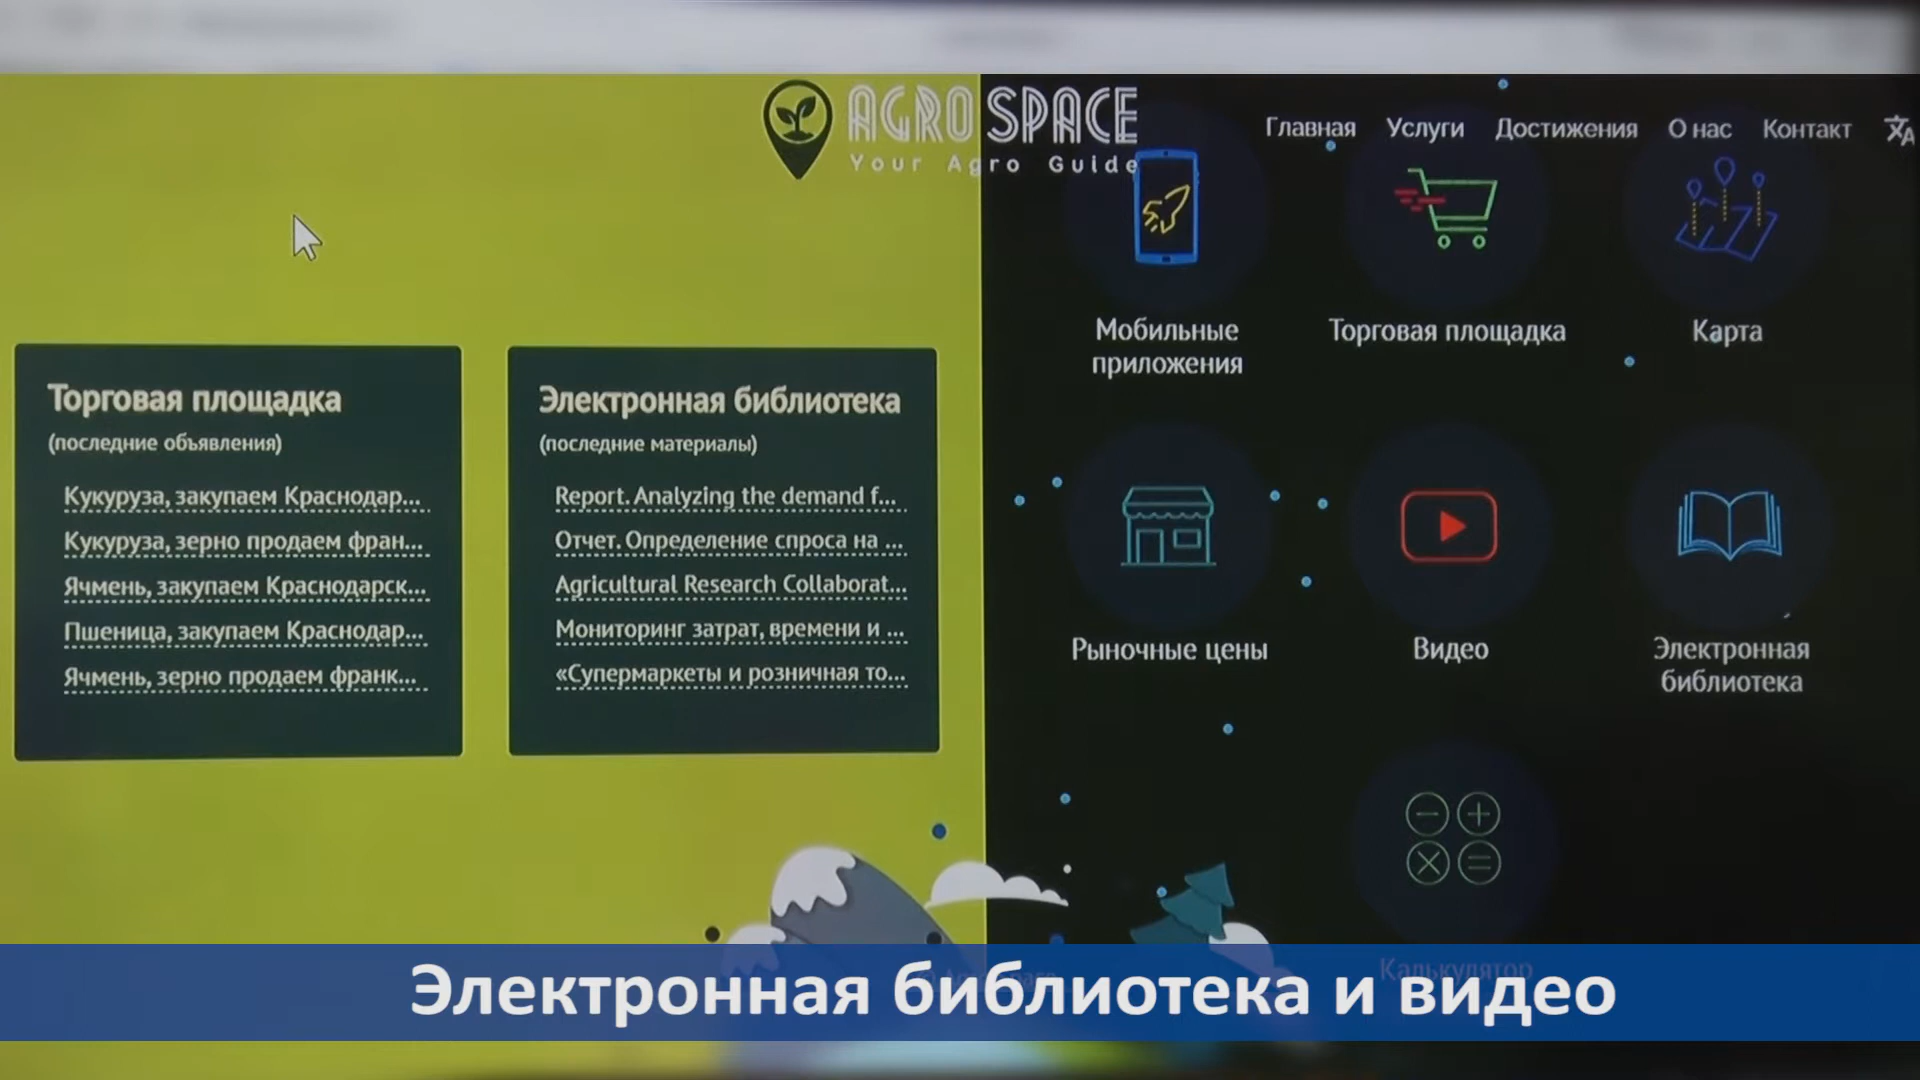 AGRO SPACE
Your Agro Guide
Главная Услуги Достижения О нас Контакт
Мобильные
приложения
Торговая площадка
Карта
Торговая площадка
(последние объявления)
Кукуруза, закупаем Краснодар...
Кукуруза, зерно продаем фран...
Ячмень, закупаем Краснодарск...
Пшеница, закупаем Краснодар...
Ячмень, зерно продаем франк...
Электронная библиотека
(последние материалы)
Report. Analyzing the demand f...
Отчет. Определение спроса на ...
Agricultural Research Collaborat...
Мониторинг затрат, времени и ...
«Супермаркеты и розничная то...
Рыночные цены
Видео
Электронная
библиотека
Калькулятор
Электронная библиотека и видео